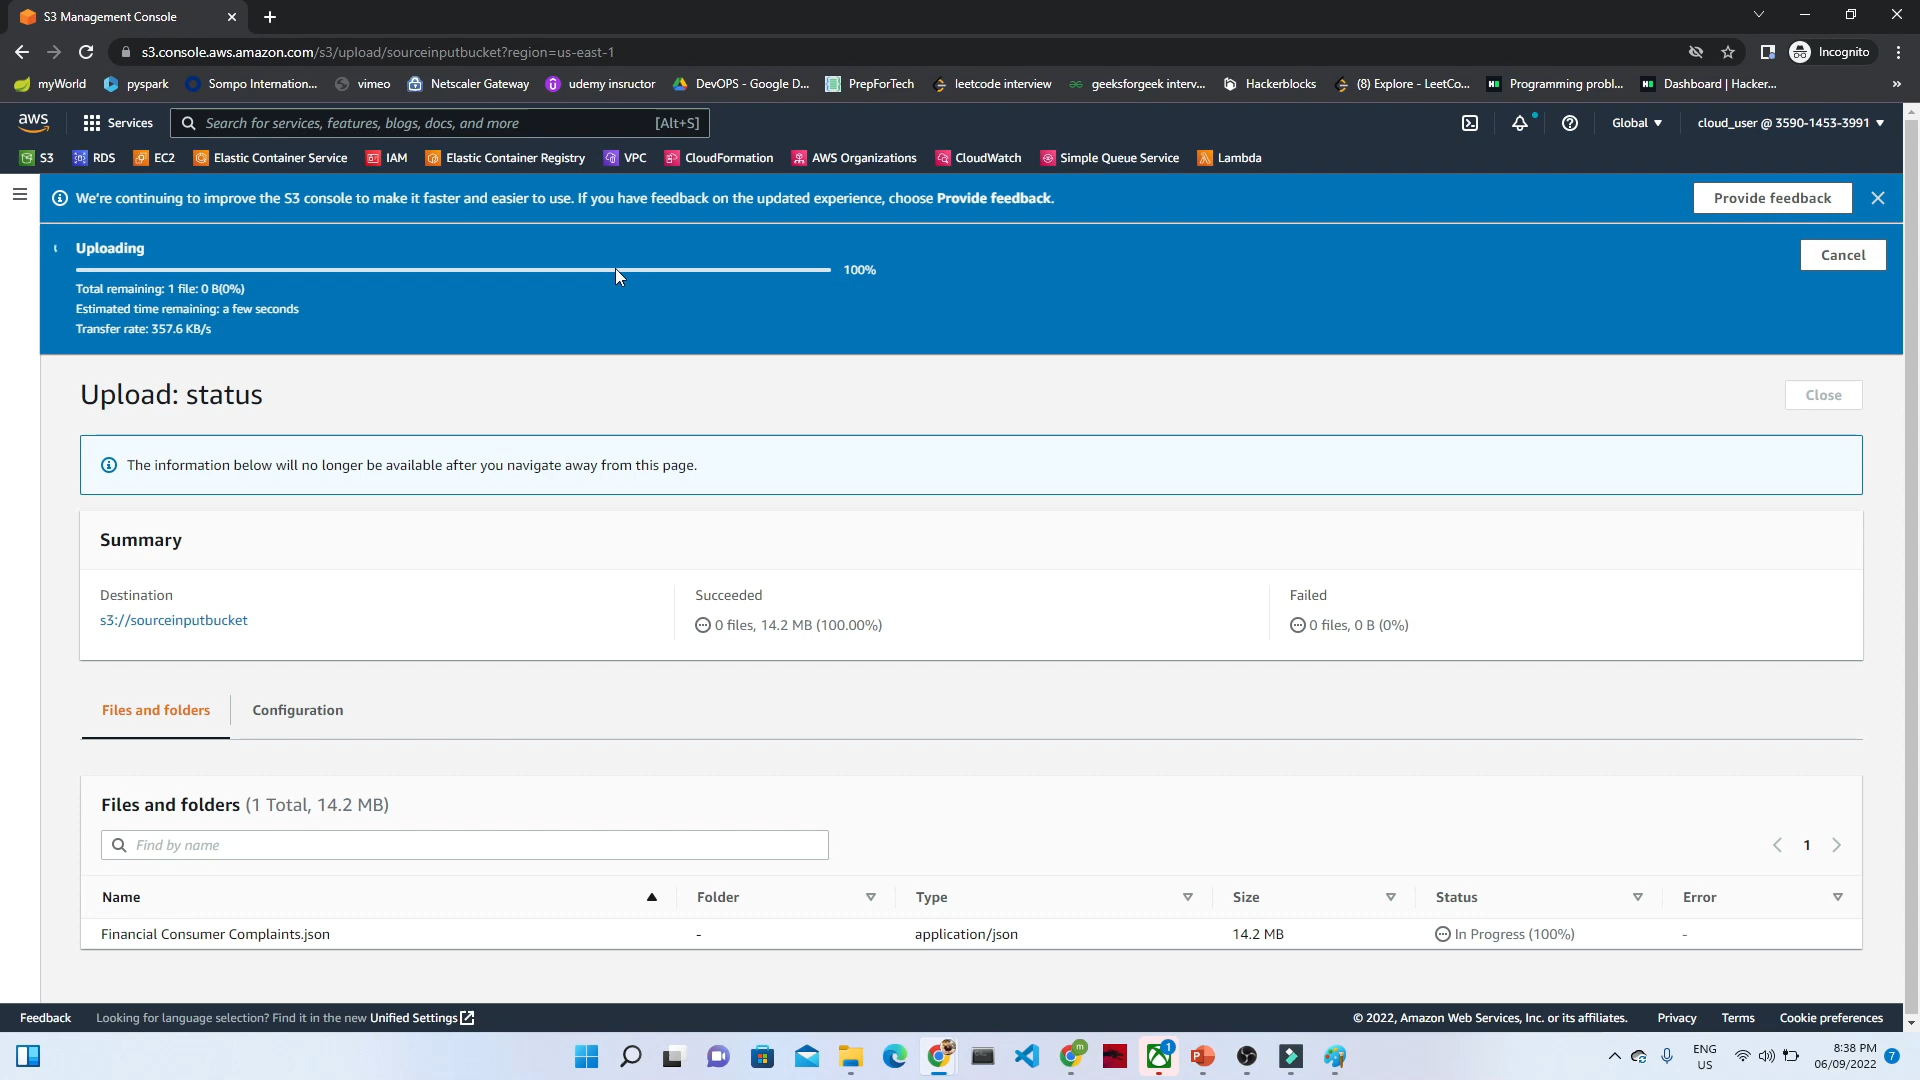 S3 Management Console
s3.console.aws.amazon.com/s3/upload/sourceinputbucket?region=us-east-1
Incognito
myWorld
pyspark
Sompo Internation...
vimeo
Netscaler Gateway
udemy insructor
DevOPS - Google D...
PrepForTech
leetcode interview
geeksforgeek interv...
Hackerblocks
(8) Explore - LeetCo...
Programming probl...
Dashboard | Hacker...
»
aws
Services
Search for services, features, blogs, docs, and more
[Alt+S]
Global
cloud_user @ 3590-1453-3991
S3
RDS
EC2
Elastic Container Service
IAM
Elastic Container Registry
VPC
CloudFormation
AWS Organizations
CloudWatch
Simple Queue Service
Lambda
We're continuing to improve the S3 console to make it faster and easier to use. If you have feedback on the updated experience, choose Provide feedback.
Provide feedback
Uploading
Cancel
100%
Total remaining: 1 file: 0 B(0%)
Estimated time remaining: a few seconds
Transfer rate: 357.6 KB/s
Upload: status
Close
The information below will no longer be available after you navigate away from this page.
Summary
Destination
s3://sourceinputbucket
Succeeded
0 files, 14.2 MB (100.00%)
Failed
0 files, 0 B (0%)
Files and folders
Configuration
Files and folders (1 Total, 14.2 MB)
Find by name
1
Name
Folder
Type
Size
Status
Error
Financial Consumer Complaints.json
-
application/json
14.2 MB
In Progress (100%)
-
Feedback
Looking for language selection? Find it in the new Unified Settings
© 2022, Amazon Web Services, Inc. or its affiliates.
Privacy
Terms
Cookie preferences
m
1
ENG
US
8:38 PM
06/09/2022
7